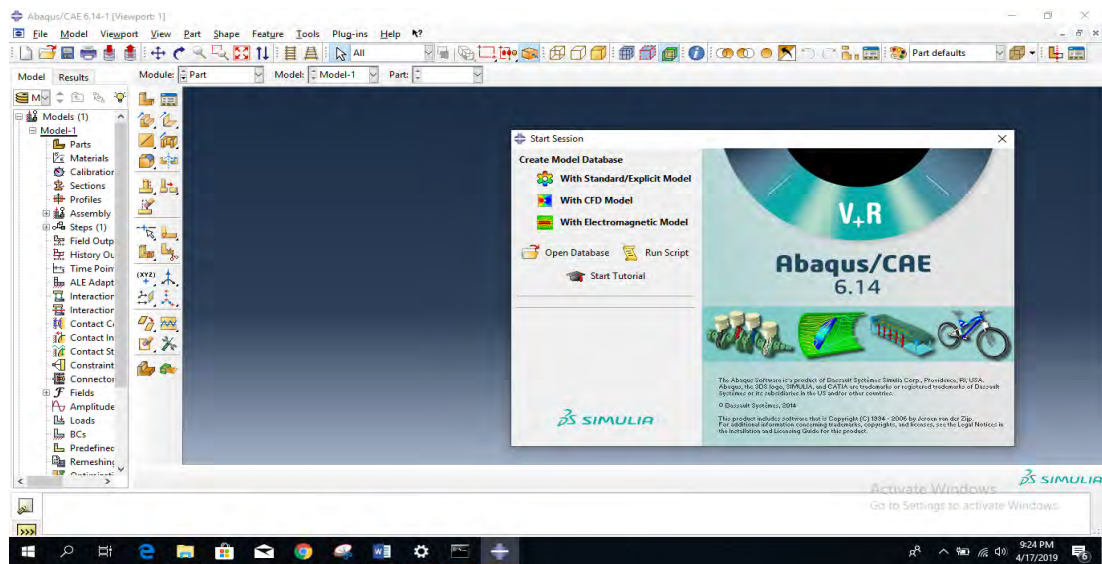 Abaqus/CAE 6.14-1 [Viewport: 1]
File Model Viewport View Part Shape Feature Tools Plug-ins Help
All
Part defaults
Model Results
Module: Part Model: Model-1 Part:
Models (1)
Model-1
Parts
Materials
Calibration
Sections
Profiles
Assembly
Steps (1)
Field Outp
History Ou
Time Poin
ALE Adapt
Interaction
Interaction
Contact Co
Contact In
Contact St
Constraint
Connector
Fields
Amplitude
Loads
BCs
Predefined
Remeshing
(XYZ)
Start Session
Create Model Database
With Standard/Explicit Model
With CFD Model
With Electromagnetic Model
Open Database Run Script
Start Tutorial
SIMULIA
V+R
Abaqus/CAE
6.14
The Abaqus Software is a product of Dassault Systèmes Simulia Corp., Providence, RI, USA.
Abaqus, the 3DS logo, SIMULIA, and CATIA are trademarks or registered trademarks of Dassault
Systèmes or its subsidiaries in the US and/or other countries.
© Dassault Systèmes, 2014
This product includes software that is Copyright (C) 1994 - 2006 by Jeroen van der Zijp.
For additional information concerning trademarks, copyrights, and licenses, see the Legal Notices in
the Installation and Licensing Guide for this product.
SIMULIA
Activate Windows
Go to Settings to activate Windows.
>>>
9:24 PM
4/17/2019